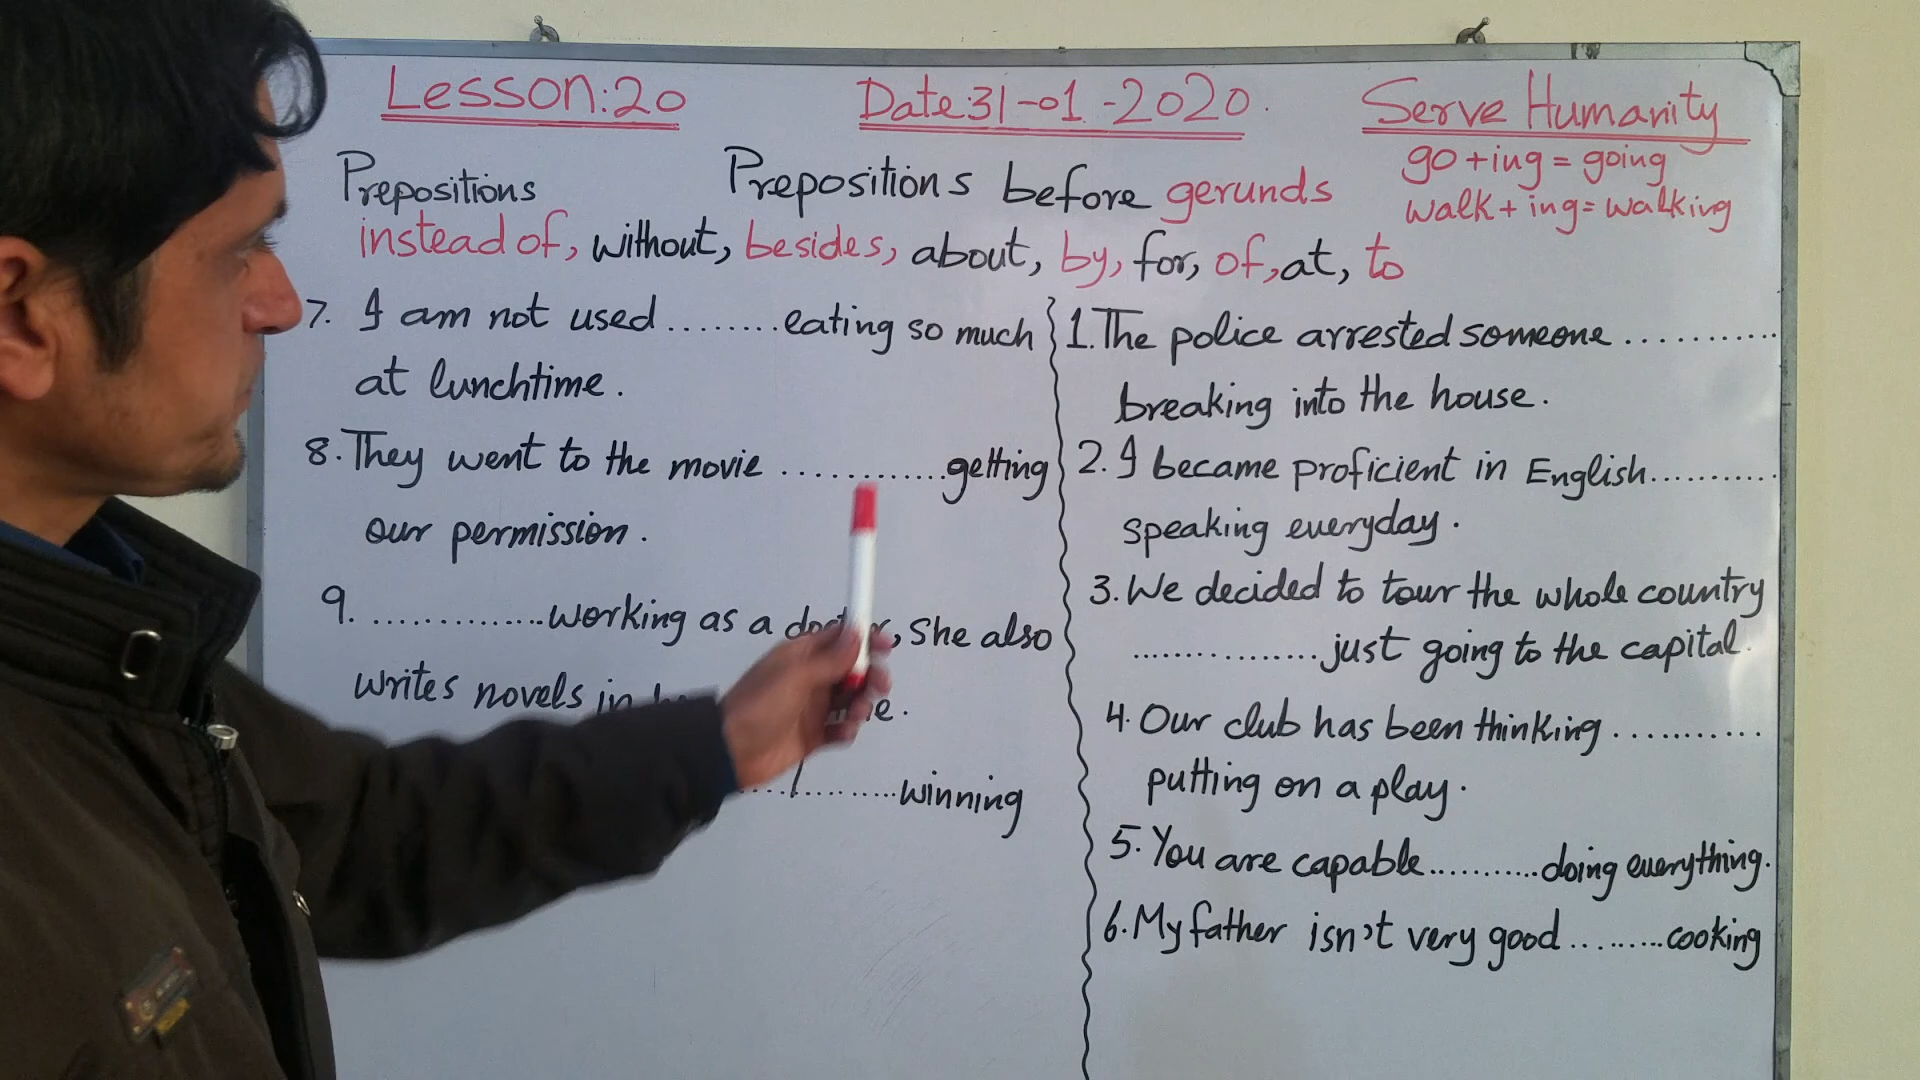 Lesson:20 Date:31-01-2020. Serve Humanity
go+ing = going
walk+ing=walking
Prepositions Prepositions before gerunds
instead of, without, besides, about, by, for, of, at, to
7. I am not used ........ eating so much
at lunchtime.
8. They went to the movie ............ getting
our permission.
9. .............. working as a doctor, She also
writes novels in
winning
1. The police arrested someone ...........
breaking into the house.
2. I became proficient in English...........
speaking everyday.
3. We decided to tour the whole country
................ just going to the capital.
4. Our club has been thinking ...........
putting on a play.
5. You are capable........... doing everything.
6. My father isn't very good ......... cooking